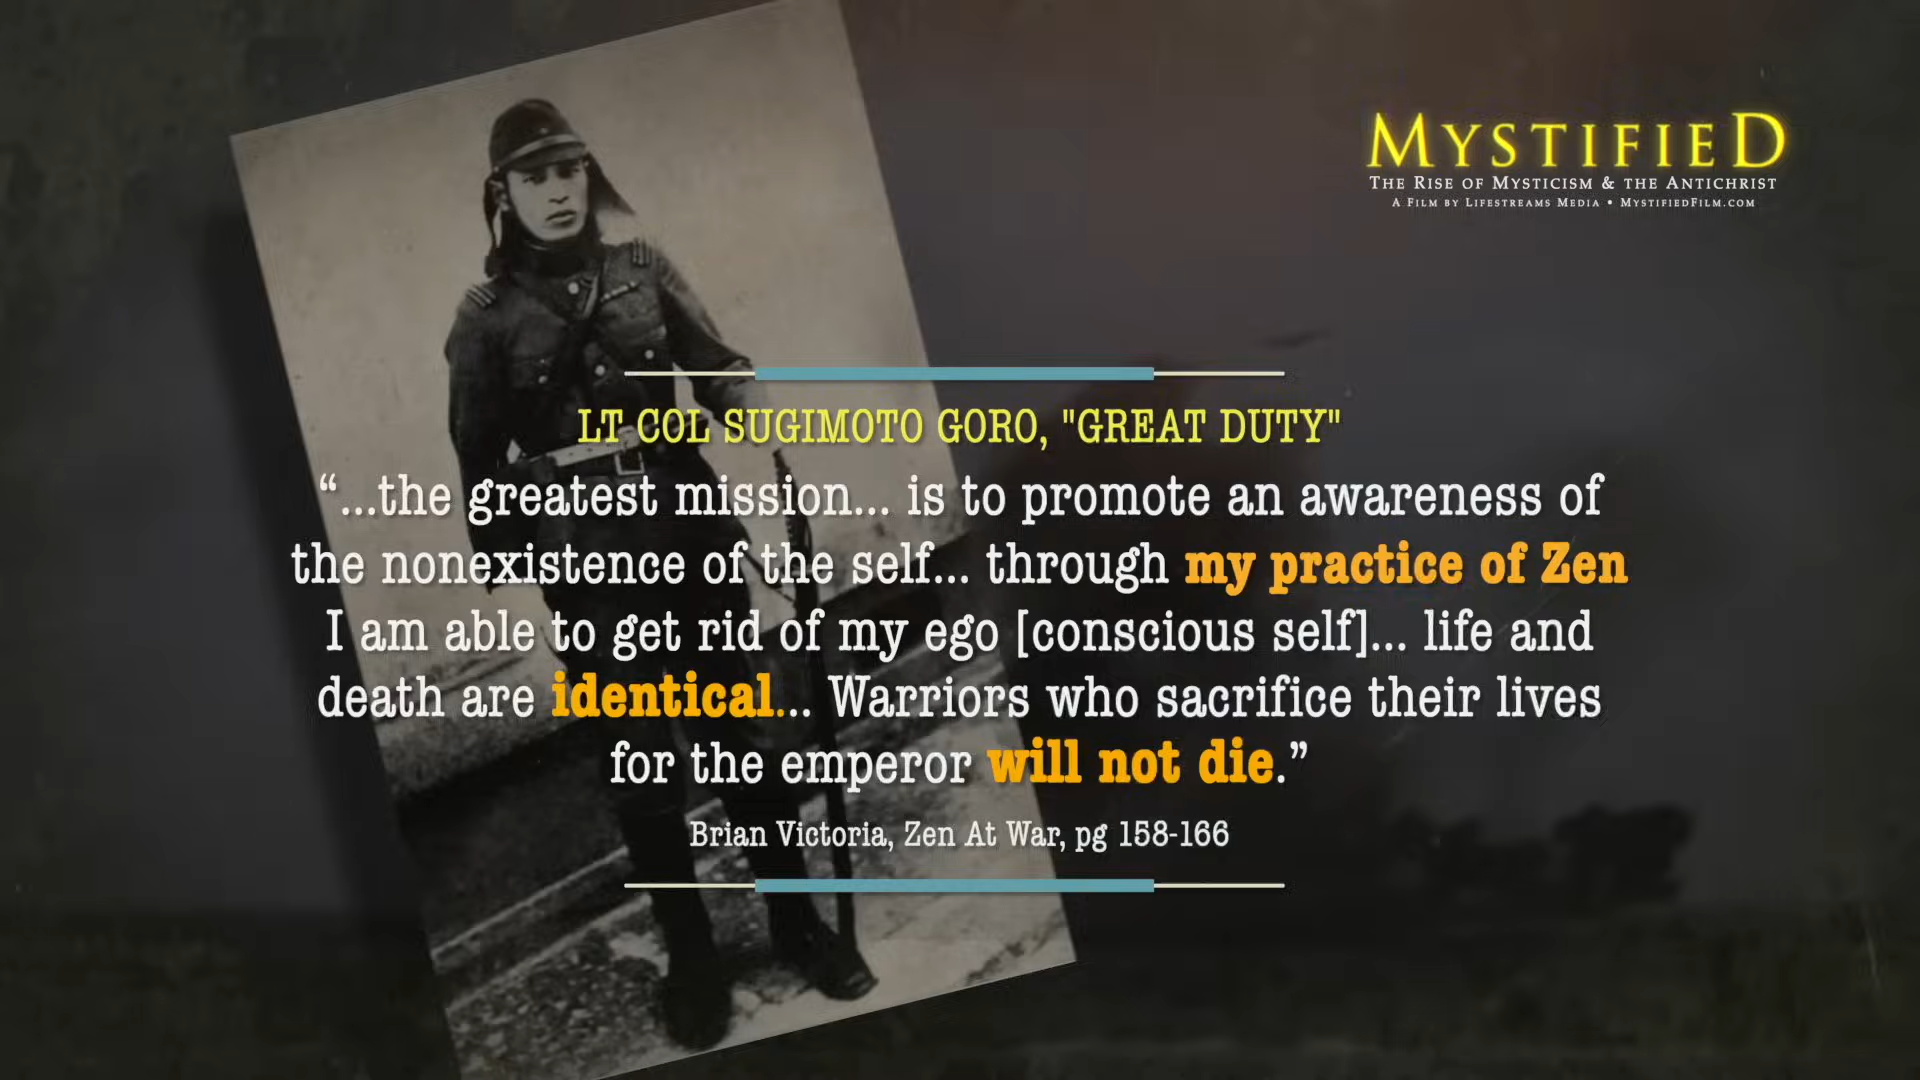 MYSTIFIED
THE RISE OF MYSTICISM & THE ANTICHRIST
A FILM BY LIFESTREAMS MEDIA • MYSTIFIEDFILM.COM
LT COL SUGIMOTO GORO, "GREAT DUTY"
“...the greatest mission... is to promote an awareness of
the nonexistence of the self... through my practice of Zen
I am able to get rid of my ego [conscious self]... life and
death are identical... Warriors who sacrifice their lives
for the emperor will not die.”
Brian Victoria, Zen At War, pg 158-166